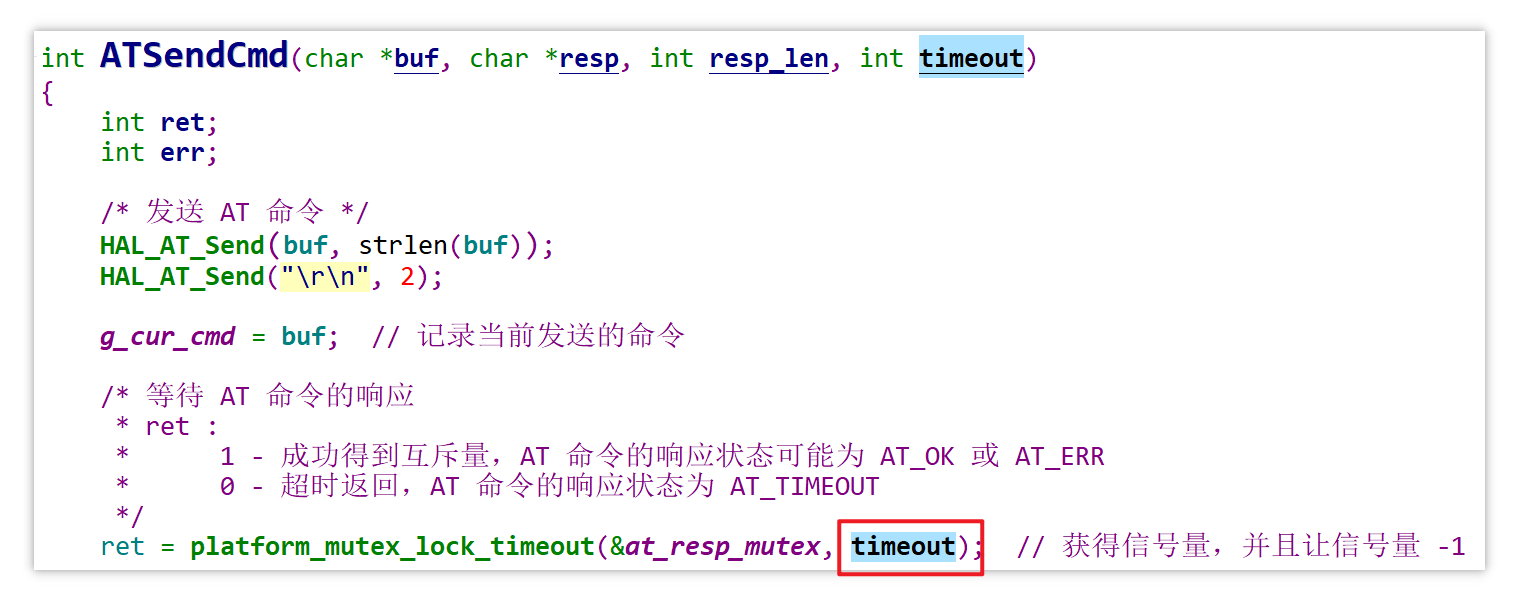 int ATSendCmd(char *buf, char *resp, int resp_len, int timeout)
{
    int ret;
    int err;
    /* 发送 AT 命令 */
    HAL_AT_Send(buf, strlen(buf));
    HAL_AT_Send("\r\n", 2);
    g_cur_cmd = buf;  // 记录当前发送的命令
    /* 等待 AT 命令的响应
     * ret :
     *      1 - 成功得到互斥量，AT 命令的响应状态可能为 AT_OK 或 AT_ERR
     *      0 - 超时返回，AT 命令的响应状态为 AT_TIMEOUT
     */
    ret = platform_mutex_lock_timeout(&at_resp_mutex, timeout);  // 获得信号量，并且让信号量 -1